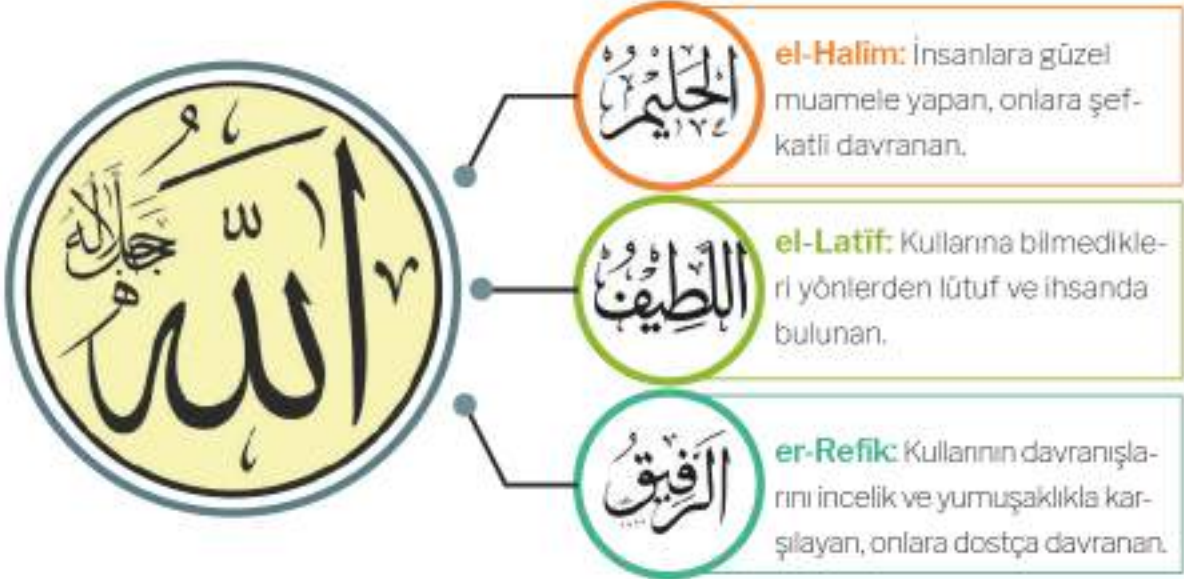 الله
جل جلاله
الحليم
el-Halîm: İnsanlara güzel
muamele yapan, onlara şef-
katli davranan.
اللطيف
el-Latîf: Kullarına bilmedikle-
ri yönlerden lütuf ve ihsanda
bulunan.
الرفيق
er-Refîk: Kullarının davranışla-
rını incelik ve yumuşaklıkla kar-
şılayan, onlara dostça davranan.